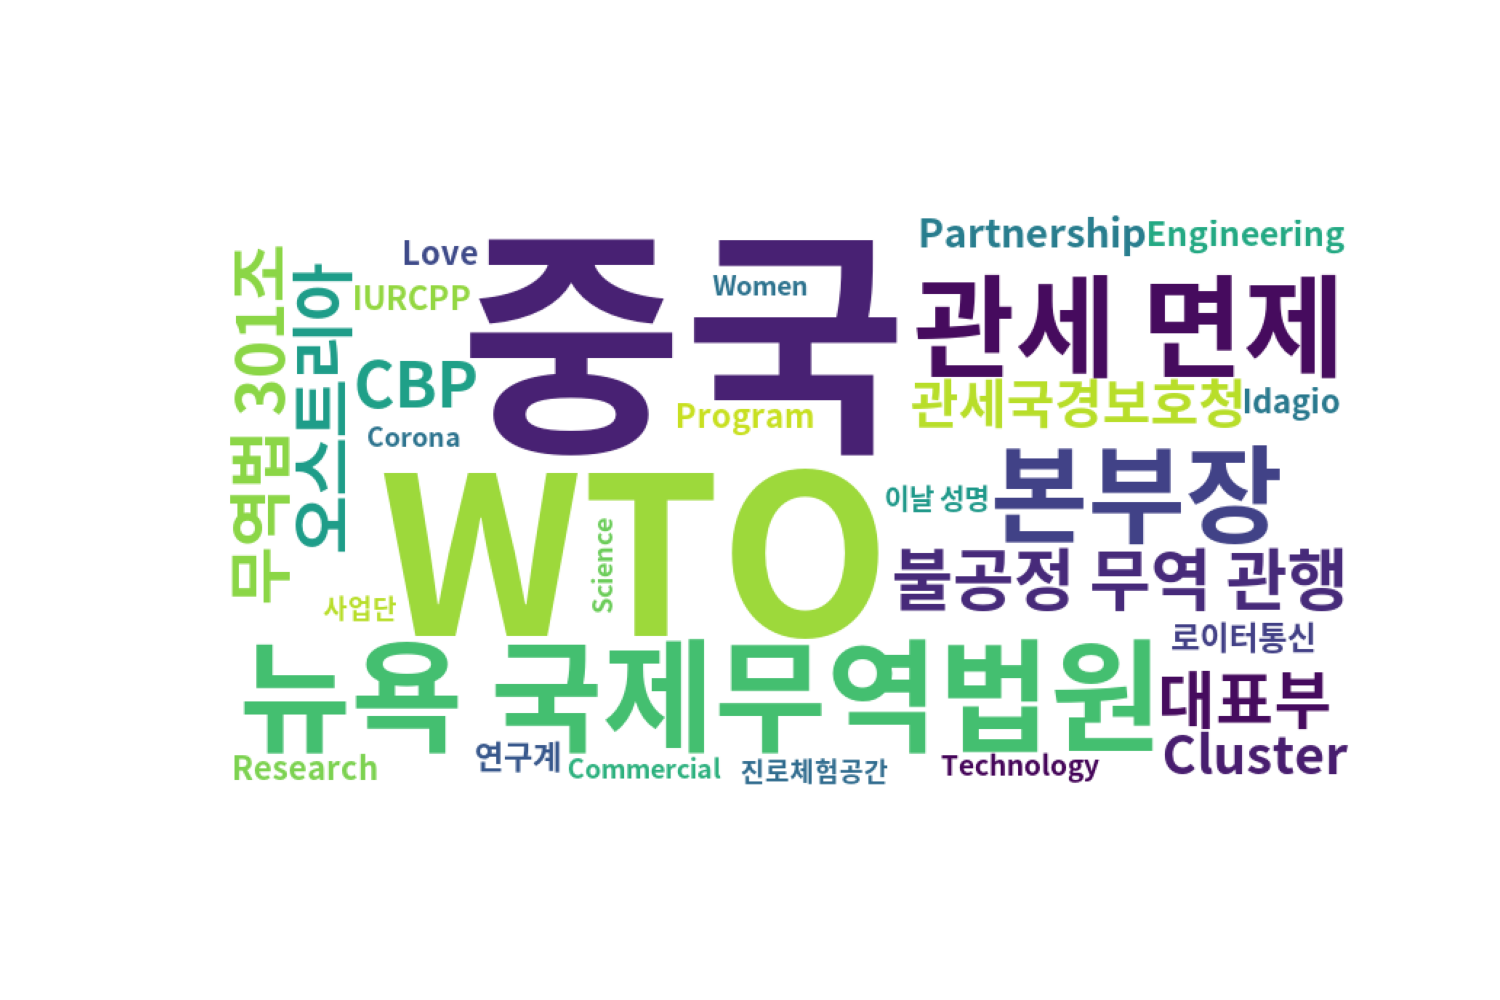 Partnership
Engineering
Love
중국
Women
무역법 301조
오스트리아
IURCPP
관세 면제
CBP
관세국경보호청
Idagio
Program
Corona
본부장
WTO
이날 성명
Science
불공정 무역 관행
사업단
로이터통신
뉴욕 국제무역법원
대표부
Cluster
연구계
Research
Commercial
진로체험공간
Technology